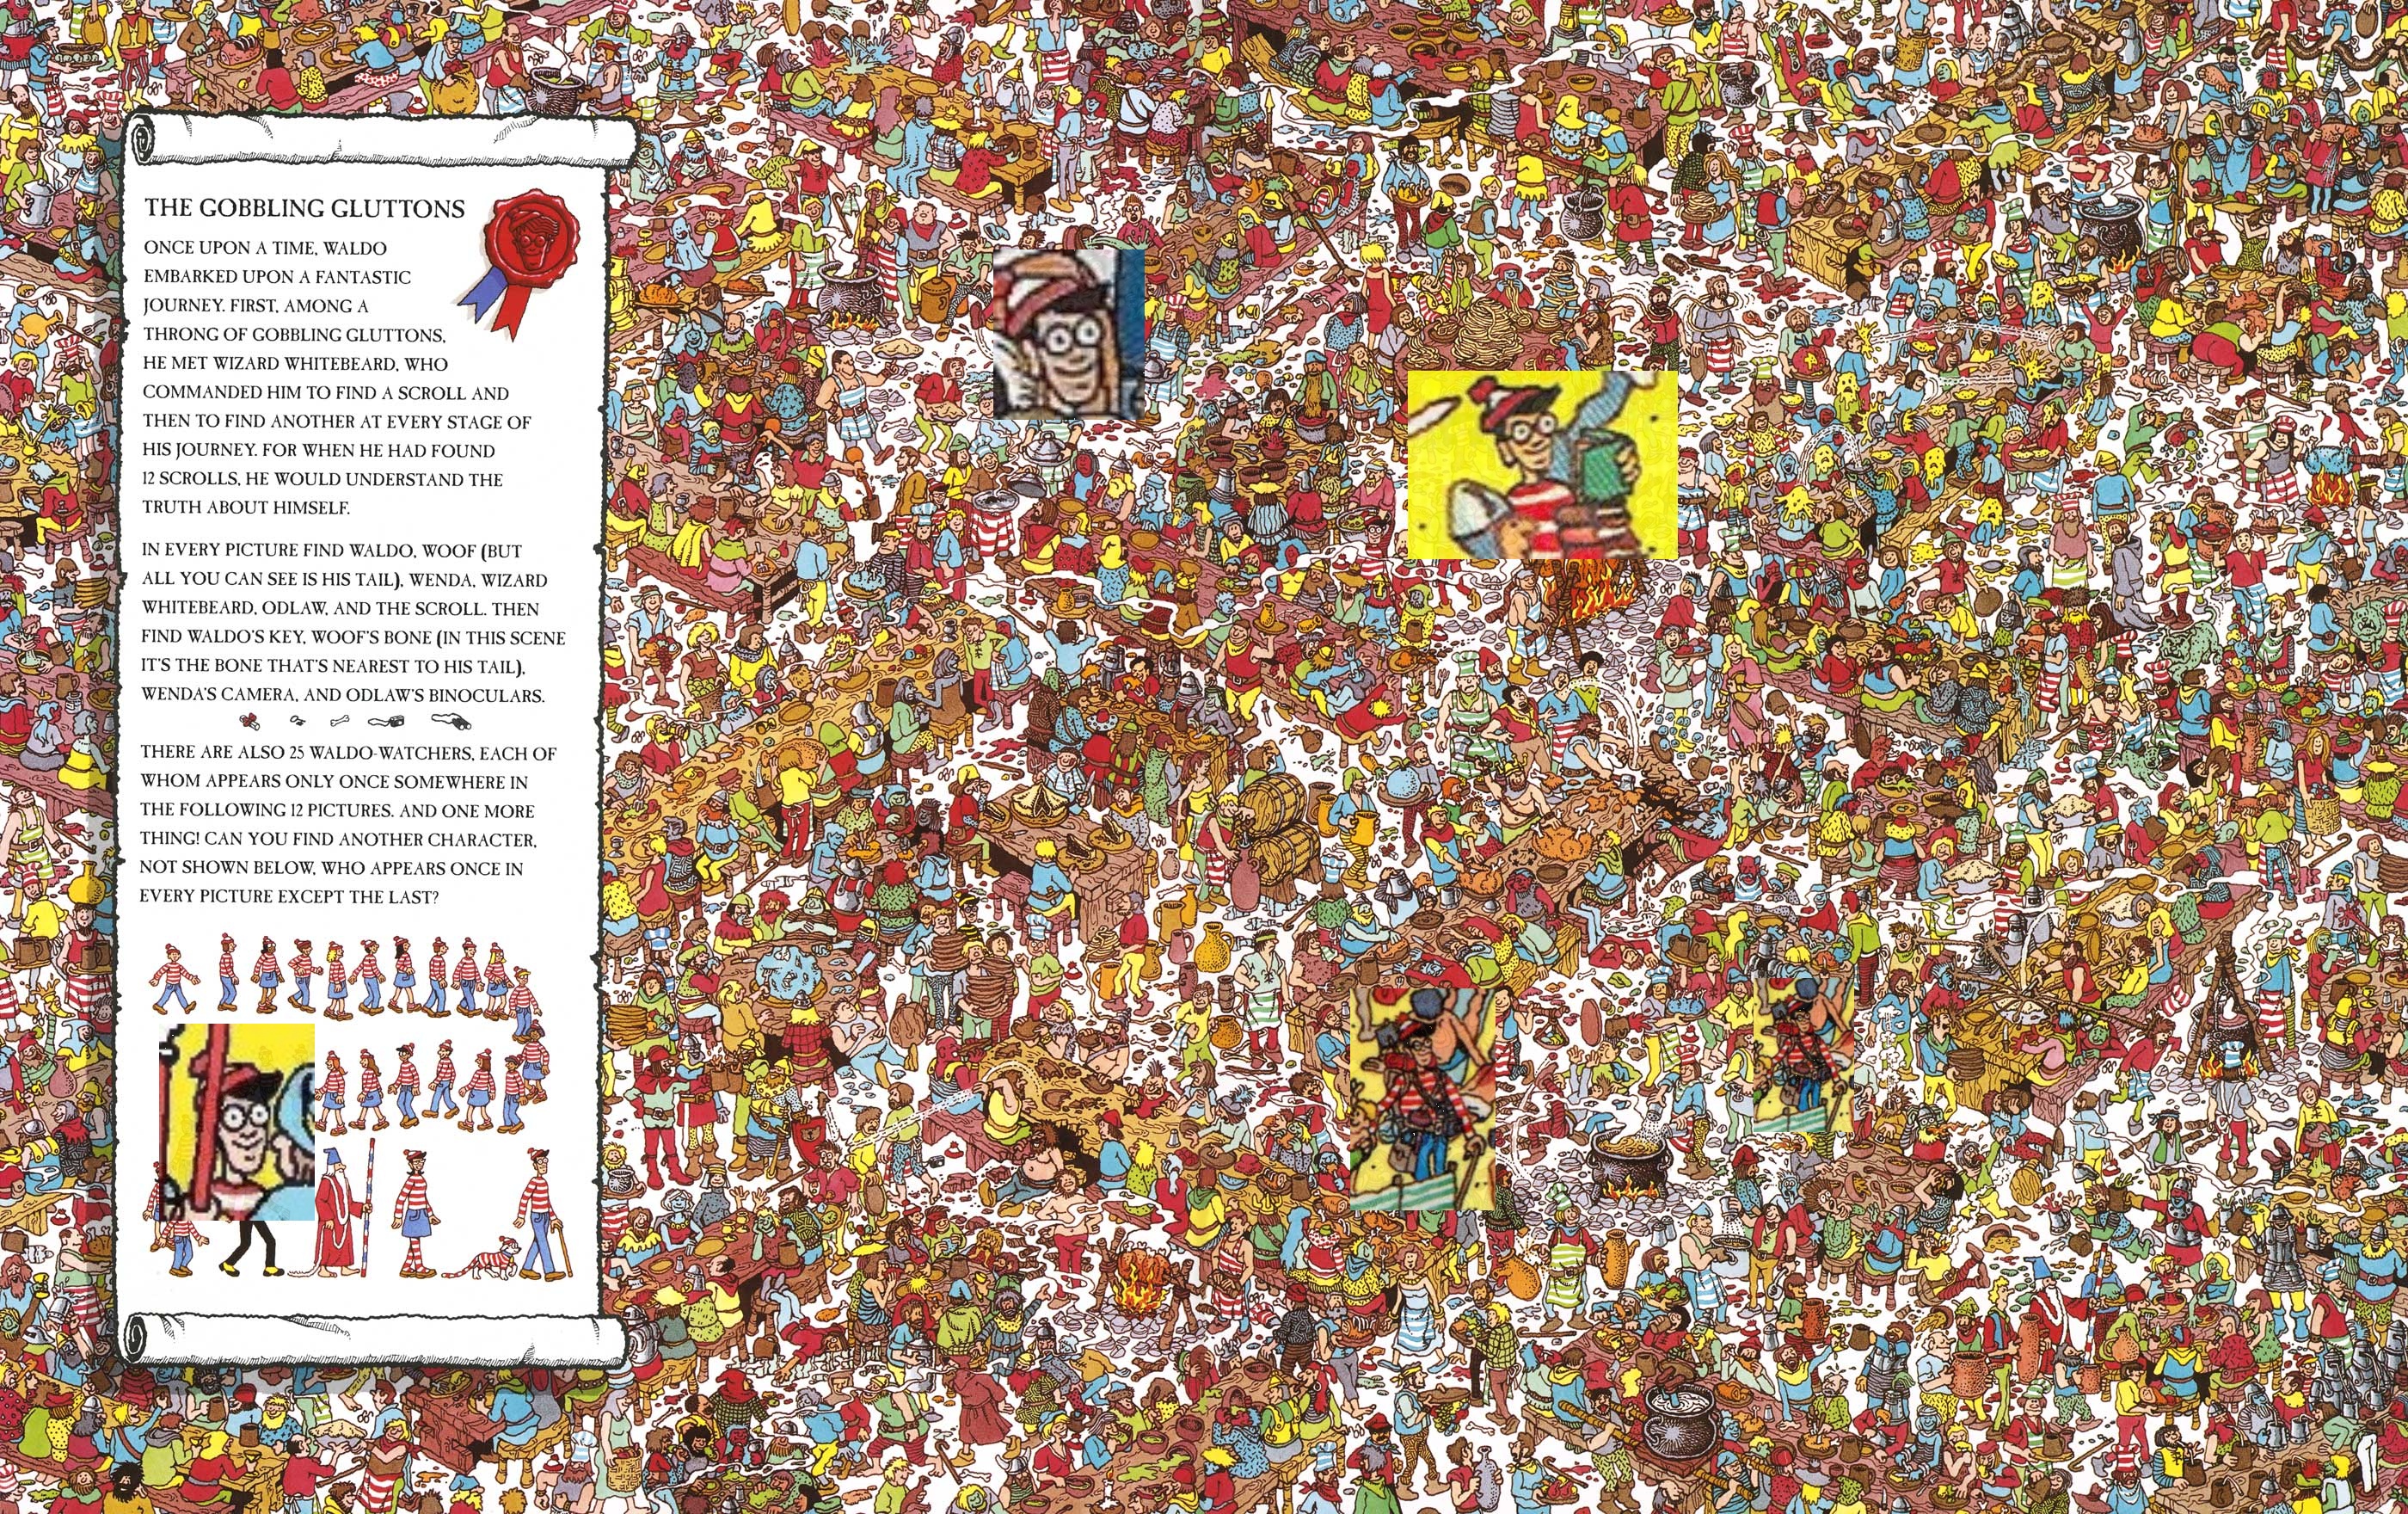 THE GOBBLING GLUTTONS
ONCE UPON A TIME, WALDO
EMBARKED UPON A FANTASTIC
JOURNEY. FIRST, AMONG A
THRONG OF GOBBLING GLUTTONS,
HE MET WIZARD WHITEBEARD, WHO
COMMANDED HIM TO FIND A SCROLL AND
THEN TO FIND ANOTHER AT EVERY STAGE OF
HIS JOURNEY. FOR WHEN HE HAD FOUND
12 SCROLLS, HE WOULD UNDERSTAND THE
TRUTH ABOUT HIMSELF.
IN EVERY PICTURE FIND WALDO, WOOF (BUT
ALL YOU CAN SEE IS HIS TAIL), WENDA, WIZARD
WHITEBEARD, ODLAW, AND THE SCROLL. THEN
FIND WALDO'S KEY, WOOF'S BONE (IN THIS SCENE
IT'S THE BONE THAT'S NEAREST TO HIS TAIL),
WENDA'S CAMERA, AND ODLAW'S BINOCULARS.
THERE ARE ALSO 25 WALDO-WATCHERS, EACH OF
WHOM APPEARS ONLY ONCE SOMEWHERE IN
THE FOLLOWING 12 PICTURES. AND ONE MORE
THING! CAN YOU FIND ANOTHER CHARACTER,
NOT SHOWN BELOW, WHO APPEARS ONCE IN
EVERY PICTURE EXCEPT THE LAST?